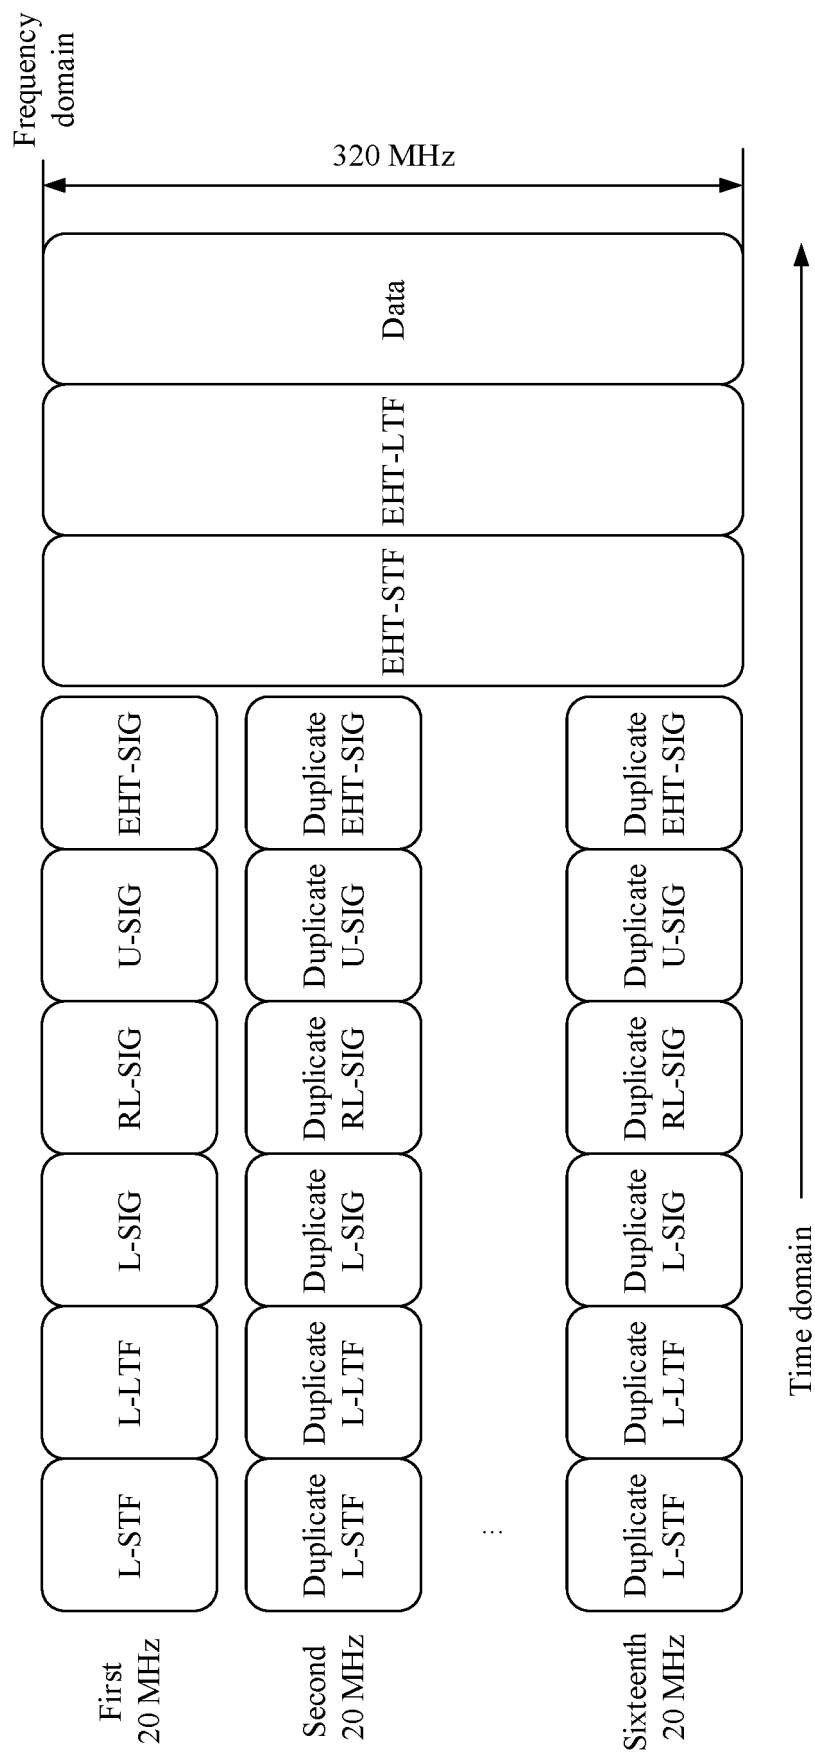 Frequency
domain
320 MHz
First
20 MHz
L-STF
L-LTF
L-SIG
RL-SIG
U-SIG
EHT-SIG
EHT-STF
EHT-LTF
Data
Second
20 MHz
Duplicate
L-STF
Duplicate
L-LTF
Duplicate
L-SIG
Duplicate
RL-SIG
Duplicate
U-SIG
Duplicate
EHT-SIG
...
Sixteenth
20 MHz
Duplicate
L-STF
Duplicate
L-LTF
Duplicate
L-SIG
Duplicate
RL-SIG
Duplicate
U-SIG
Duplicate
EHT-SIG
Time domain